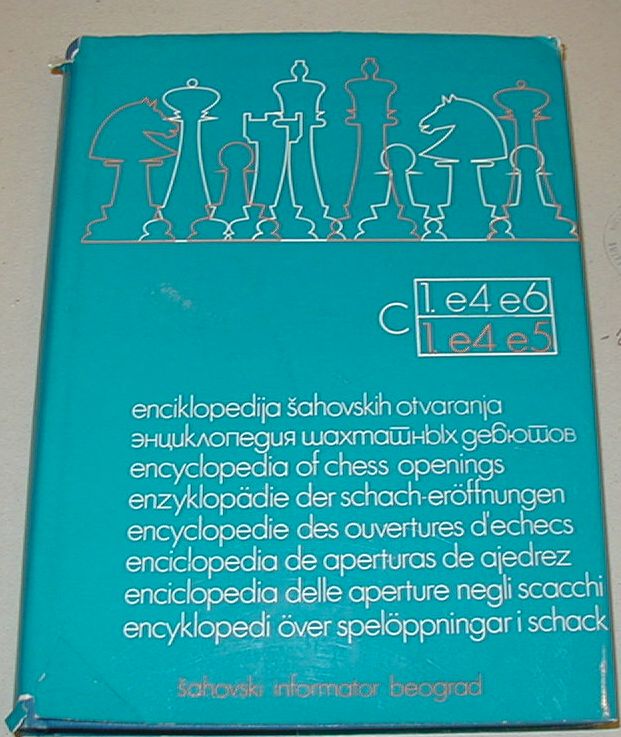 C
1. e4 e6
1. e4 e5
enciklopedija šahovskih otvaranja
энциклопедия шахматных дебютов
encyclopedia of chess openings
enzyklopädie der schach-eröffnungen
encyclopedie des ouvertures d'echecs
enciclopedia de aperturas de ajedrez
enciclopedia delle aperture negli scacchi
encyklopedi över spelöppningar i schack
šahovski informator beograd